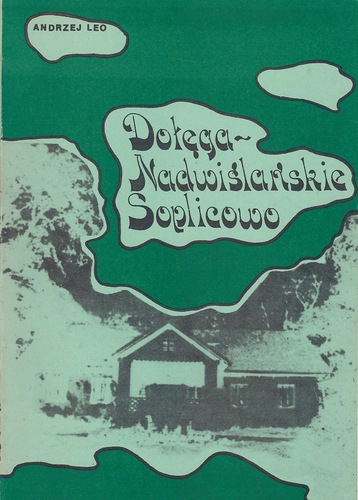 ANDRZEJ LEO
Dołęga~
Nadwiślańskie
Soplicowo